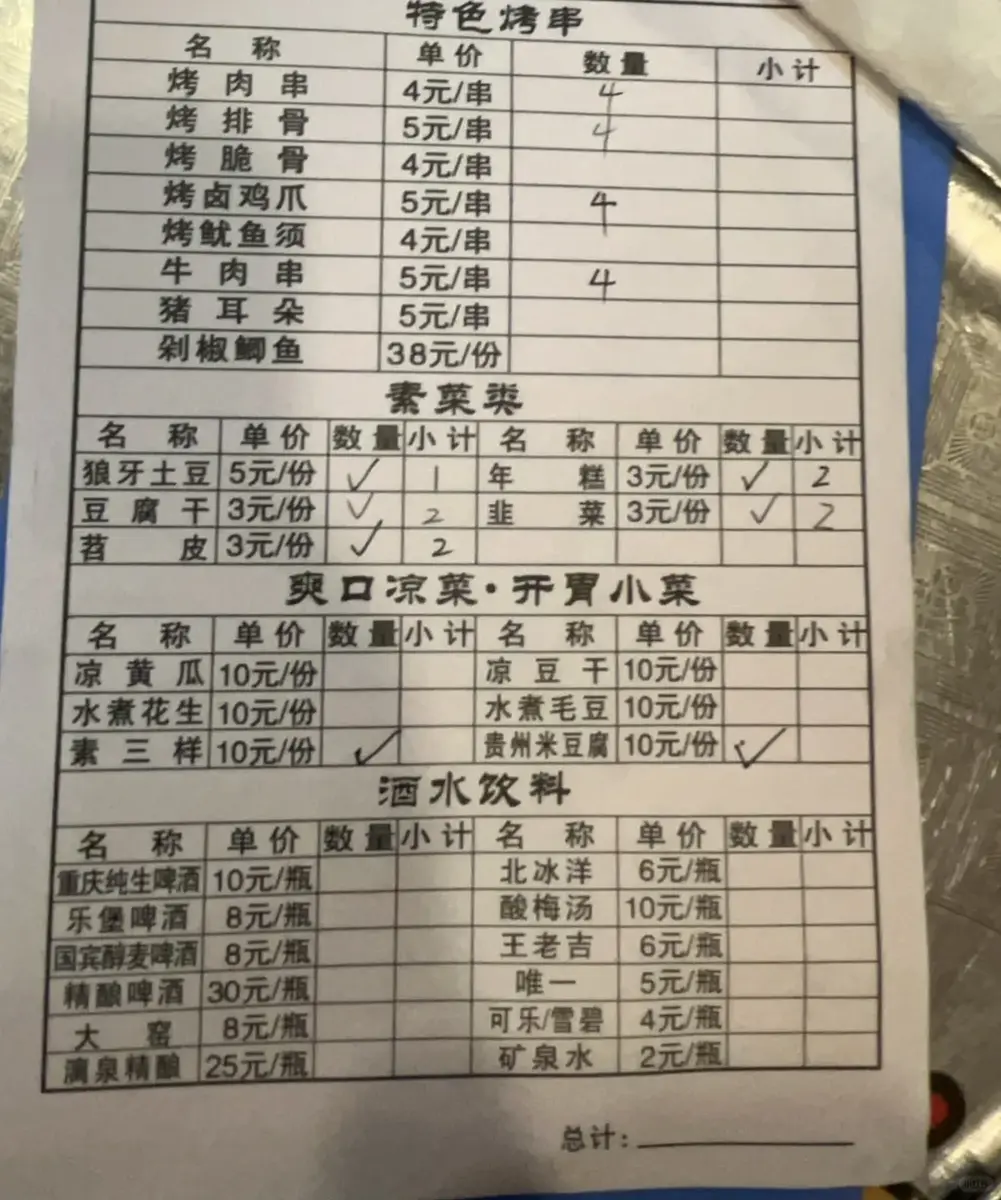 特色烤串
名称 单价 数量 小计
烤肉串 4元/串 4
烤排骨 5元/串 4
烤脆骨 4元/串
烤卤鸡爪 5元/串 4
烤鱿鱼须 4元/串
牛肉串 5元/串 4
猪耳朵 5元/串
剁椒鲫鱼 38元/份
素菜类
名称 单价 数量 小计 名称 单价 数量 小计
狼牙土豆 5元/份 ✓ 1 年糕 3元/份 ✓ 2
豆腐干 3元/份 ✓ 2 韭菜 3元/份 ✓ 2
苕皮 3元/份 ✓ 2
爽口凉菜·开胃小菜
名称 单价 数量 小计 名称 单价 数量 小计
凉黄瓜 10元/份 凉豆干 10元/份
水煮花生 10元/份 水煮毛豆 10元/份
素三样 10元/份 ✓ 贵州米豆腐 10元/份 ✓
酒水饮料
名称 单价 数量 小计 名称 单价 数量 小计
重庆纯生啤酒 10元/瓶 北冰洋 6元/瓶
乐堡啤酒 8元/瓶 酸梅汤 10元/瓶
国宾醇麦啤酒 8元/瓶 王老吉 6元/瓶
精酿啤酒 30元/瓶 唯一 5元/瓶
大窑 8元/瓶 可乐/雪碧 4元/瓶
漓泉精酿 25元/瓶 矿泉水 2元/瓶
总计: